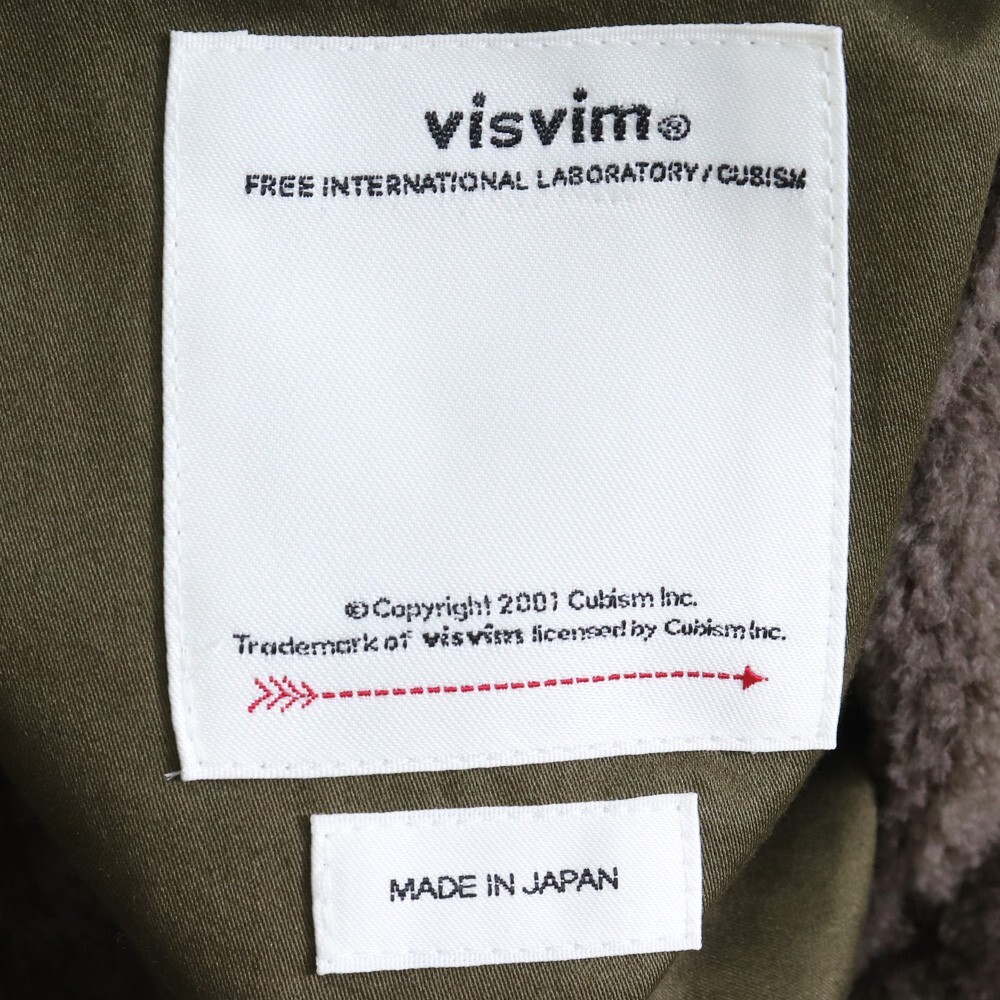 visvim®
FREE INTERNATIONAL LABORATORY/CUBISM
©Copyright 2001 Cubism Inc.
Trademark of visvim licensed by Cubism Inc.
MADE IN JAPAN